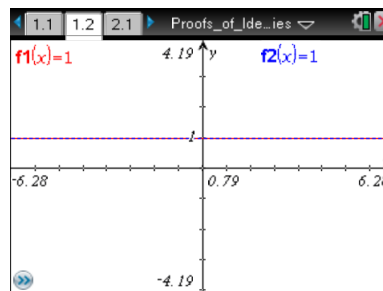 1.1 1.2 2.1 Proofs_of_Ide…ies
f1(x)=1 4.19 y f2(x)=1
1
-6.28 0.79 6.28
-4.19